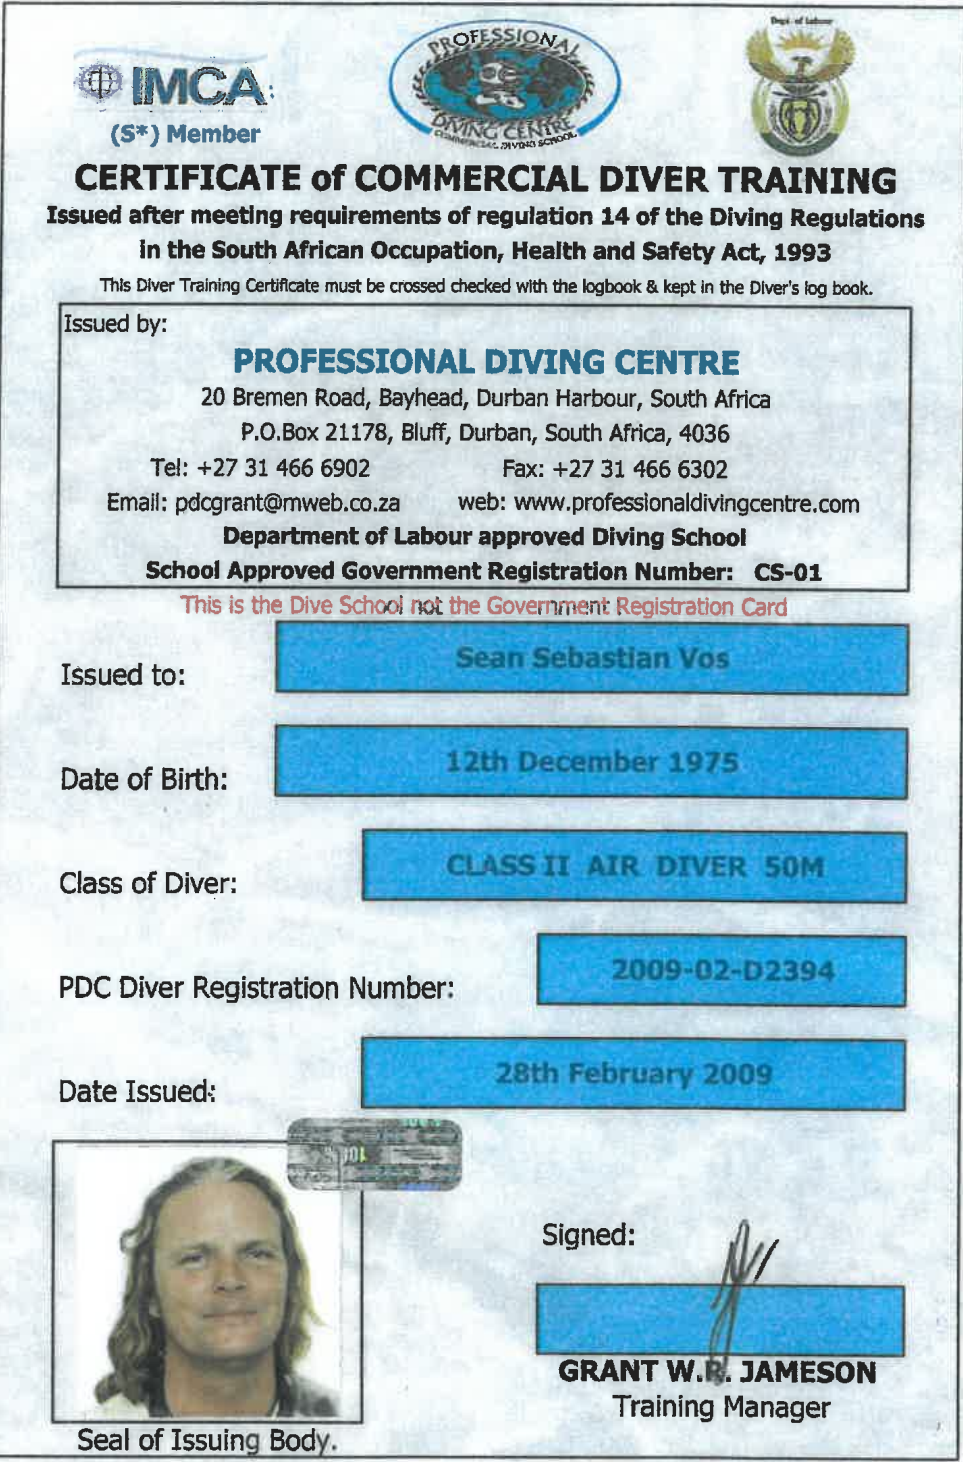 Dept. of Labour
IMCA
(S*) Member
PROFESSIONAL
DIVING CENTRE
COMMERCIAL DIVING SCHOOL
CERTIFICATE of COMMERCIAL DIVER TRAINING
Issued after meeting requirements of regulation 14 of the Diving Regulations
in the South African Occupation, Health and Safety Act, 1993
This Diver Training Certificate must be crossed checked with the logbook & kept in the Diver's log book.
Issued by:
PROFESSIONAL DIVING CENTRE
20 Bremen Road, Bayhead, Durban Harbour, South Africa
P.O.Box 21178, Bluff, Durban, South Africa, 4036
Tel: +27 31 466 6902 Fax: +27 31 466 6302
Email: pdcgrant@mweb.co.za web: www.professionaldivingcentre.com
Department of Labour approved Diving School
School Approved Government Registration Number: CS-01
This is the Dive School not the Government Registration Card
Issued to: Sean Sebastian Vos
Date of Birth: 12th December 1975
Class of Diver: CLASS II AIR DIVER 50M
PDC Diver Registration Number: 2009-02-D2394
Date Issued: 28th February 2009
Signed:
GRANT W.R. JAMESON
Training Manager
Seal of Issuing Body.